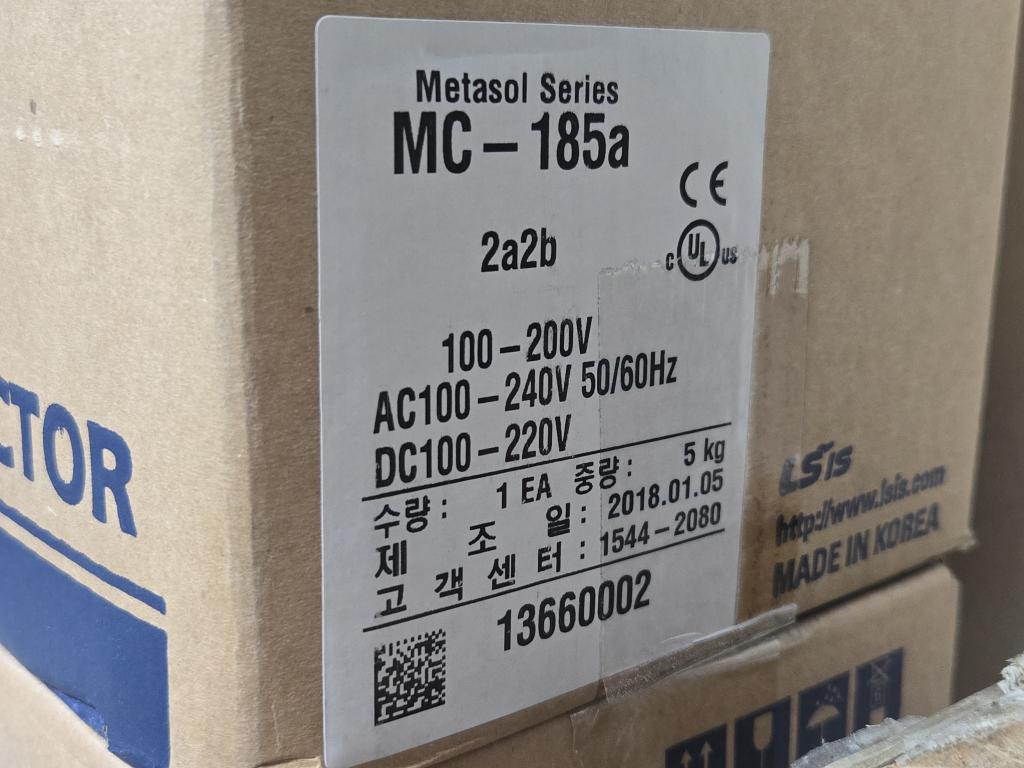 Metasol Series
MC-185a
CE
2a2b
c UL us
100-200V
AC100-240V 50/60Hz
DC100-220V
수량: 1 EA 중량: 5 kg
제 조 일: 2018.01.05
고 객 센 터: 1544-2080
13660002
CTOR
LSIS
http://www.lsis.com
MADE IN KOREA